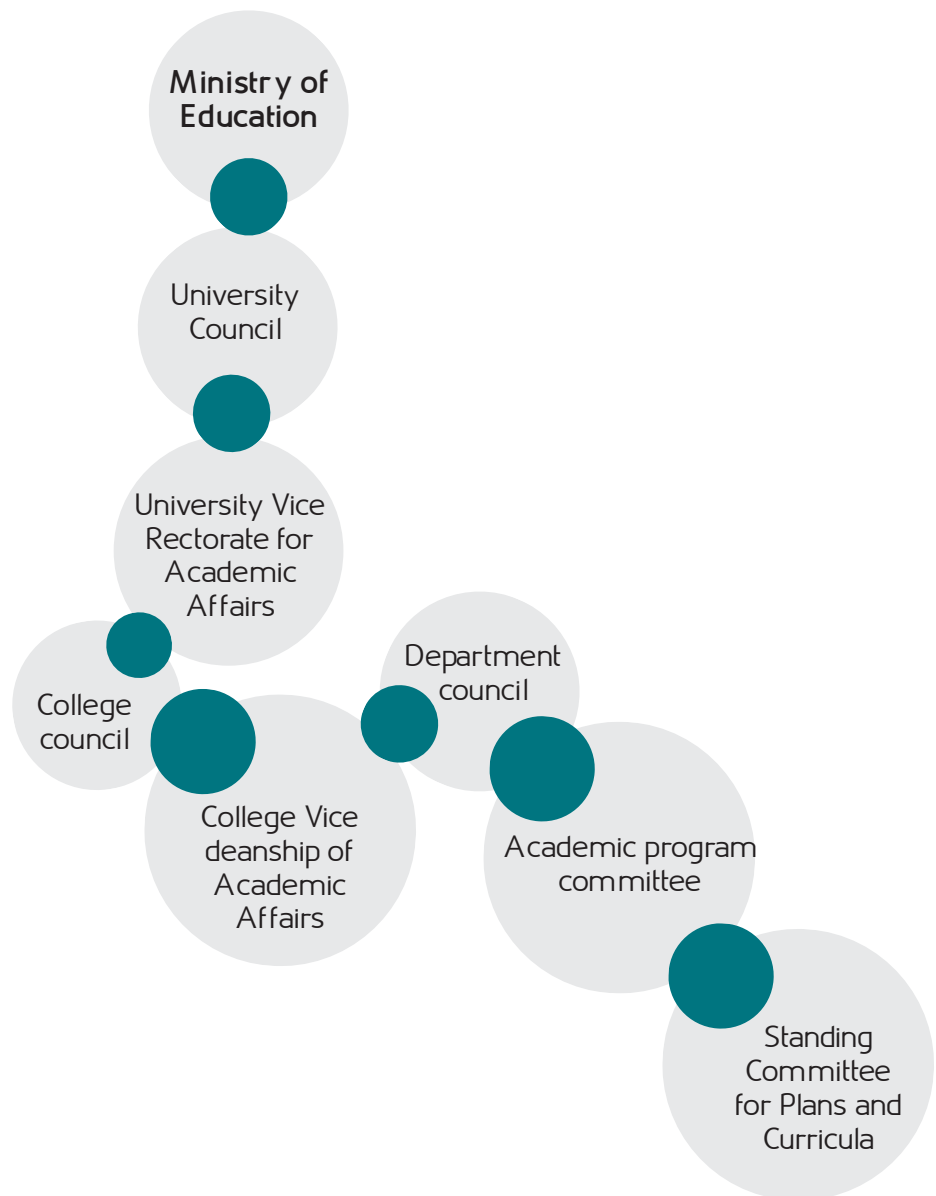 Ministry of
Education
University
Council
University Vice
Rectorate for
Academic
Affairs
College
council
Department
council
College Vice
deanship of
Academic
Affairs
Academic program
committee
Standing
Committee
for Plans and
Curricula